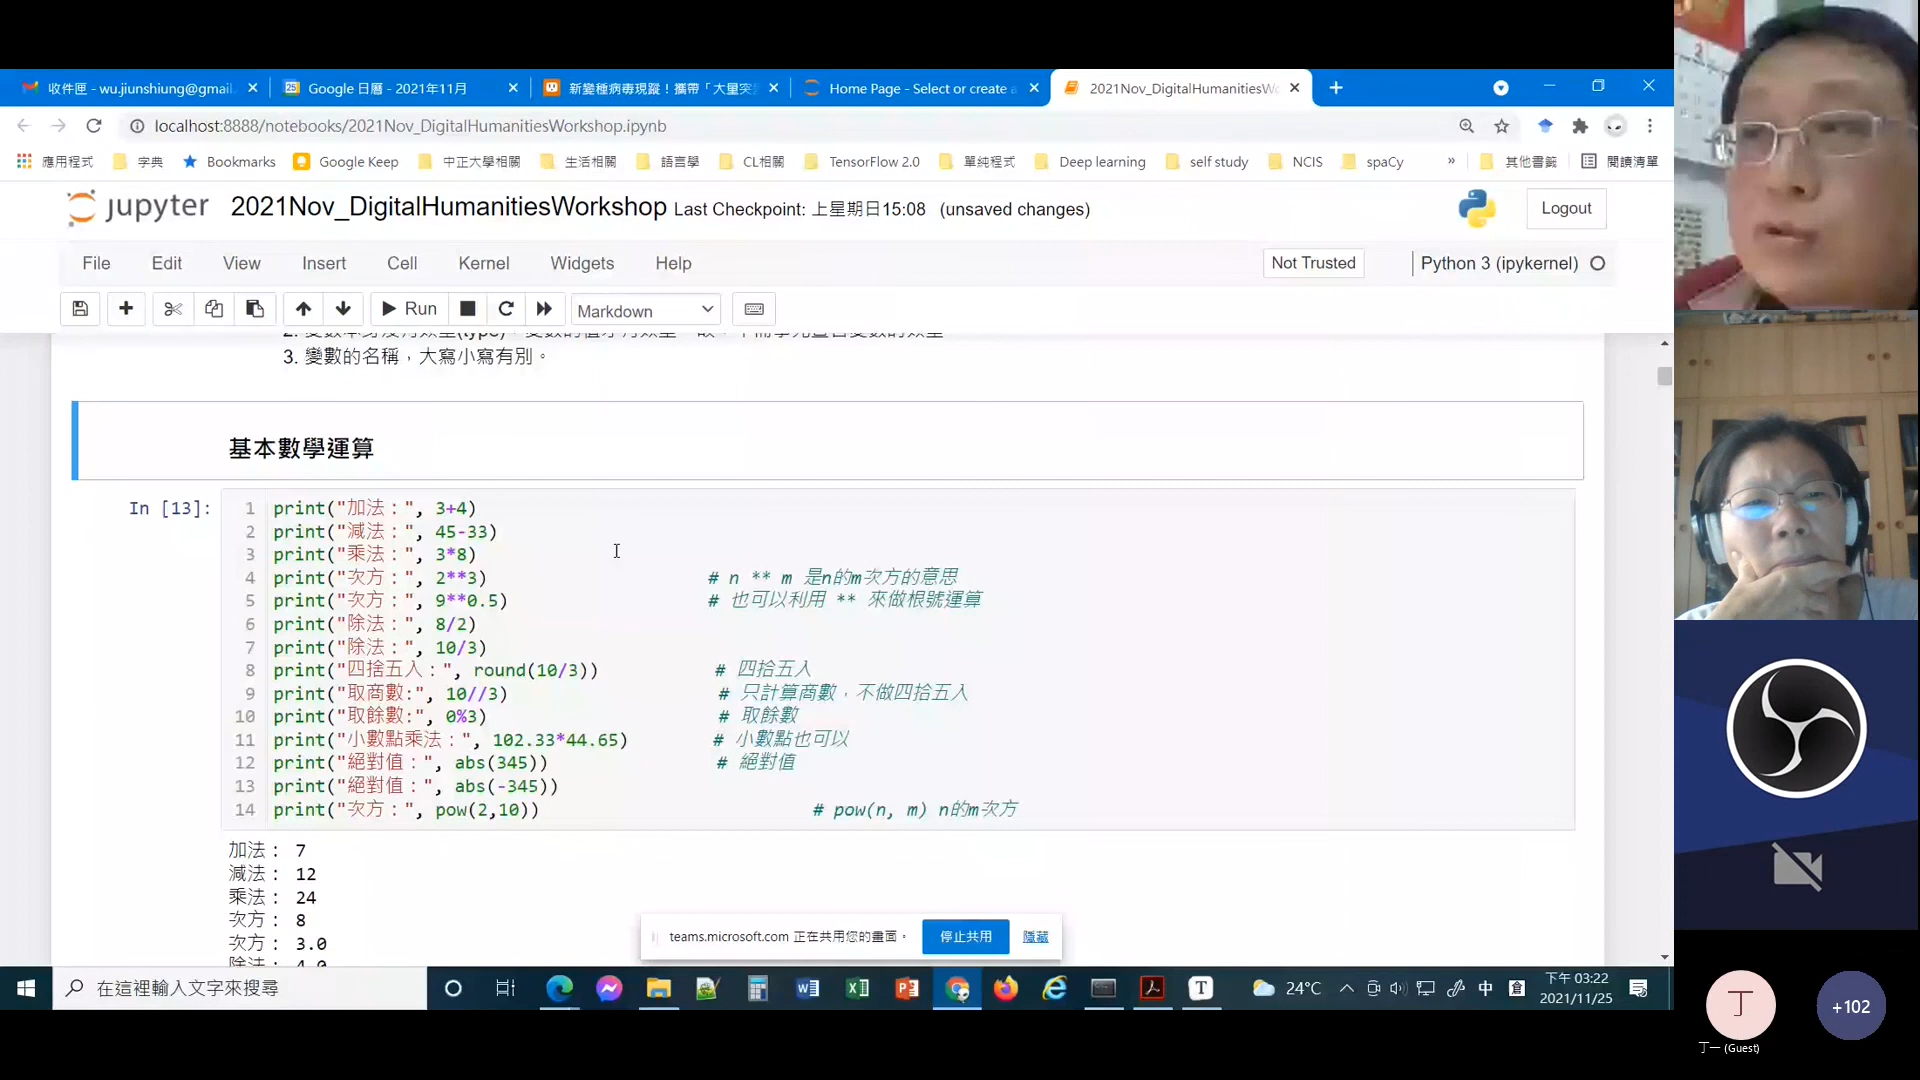 收件匣 - wu.jiunshiung@gmail.
Google 日曆 - 2021年11月
新變種病毒現蹤！攜帶「大量突變
Home Page - Select or create a
2021Nov_DigitalHumanitiesWo
localhost:8888/notebooks/2021Nov_DigitalHumanitiesWorkshop.ipynb
應用程式 字典 Bookmarks Google Keep 中正大學相關 生活相關 語言學 CL相關 TensorFlow 2.0 單純程式 Deep learning self study NCIS spaCy » 其他書籤 閱讀清單
jupyter 2021Nov_DigitalHumanitiesWorkshop Last Checkpoint: 上星期日15:08 (unsaved changes)
Logout
File Edit View Insert Cell Kernel Widgets Help
Not Trusted
Python 3 (ipykernel)
Run
Markdown
3. 變數的名稱，大寫小寫有別。
基本數學運算
In [13]:
1 print("加法：", 3+4)
2 print("減法：", 45-33)
3 print("乘法：", 3*8)
4 print("次方：", 2**3) # n ** m 是n的m次方的意思
5 print("次方：", 9**0.5) # 也可以利用 ** 來做根號運算
6 print("除法：", 8/2)
7 print("除法：", 10/3)
8 print("四捨五入：", round(10/3)) # 四捨五入
9 print("取商數:", 10//3) # 只計算商數，不做四捨五入
10 print("取餘數:", 0%3) # 取餘數
11 print("小數點乘法：", 102.33*44.65) # 小數點也可以
12 print("絕對值：", abs(345)) # 絕對值
13 print("絕對值：", abs(-345))
14 print("次方：", pow(2,10)) # pow(n, m) n的m次方
加法： 7
減法： 12
乘法： 24
次方： 8
次方： 3.0
除法： 4.0
teams.microsoft.com 正在共用您的畫面。 停止共用 隱藏
在這裡輸入文字來搜尋
24°C
中
下午 03:22
2021/11/25
丁
+102
丁一 (Guest)